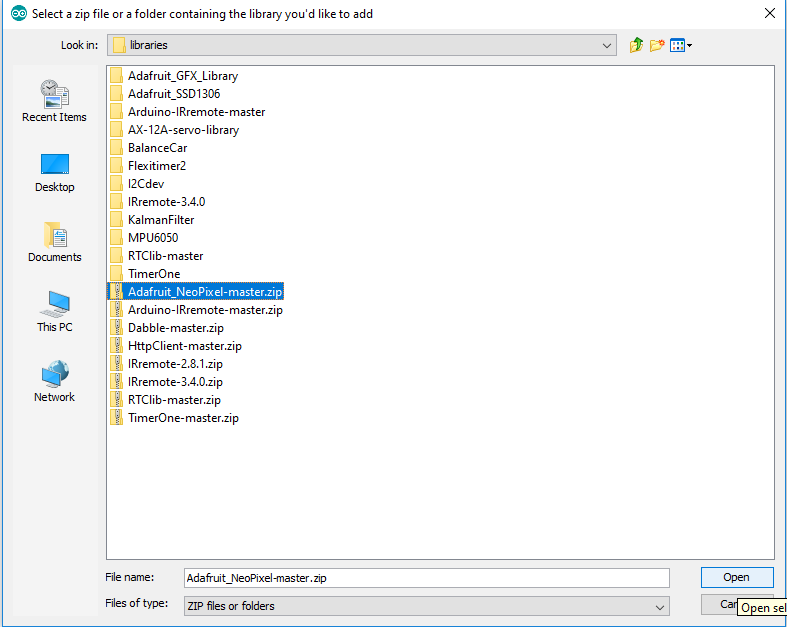 Select a zip file or a folder containing the library you'd like to add
Look in: libraries
Recent Items
Desktop
Documents
This PC
Network
Adafruit_GFX_Library
Adafruit_SSD1306
Arduino-IRremote-master
AX-12A-servo-library
BalanceCar
Flexitimer2
I2Cdev
IRremote-3.4.0
KalmanFilter
MPU6050
RTClib-master
TimerOne
Adafruit_NeoPixel-master.zip
Arduino-IRremote-master.zip
Dabble-master.zip
HttpClient-master.zip
IRremote-2.8.1.zip
IRremote-3.4.0.zip
RTClib-master.zip
TimerOne-master.zip
File name: Adafruit_NeoPixel-master.zip
Open
Files of type: ZIP files or folders
Can
Open sel